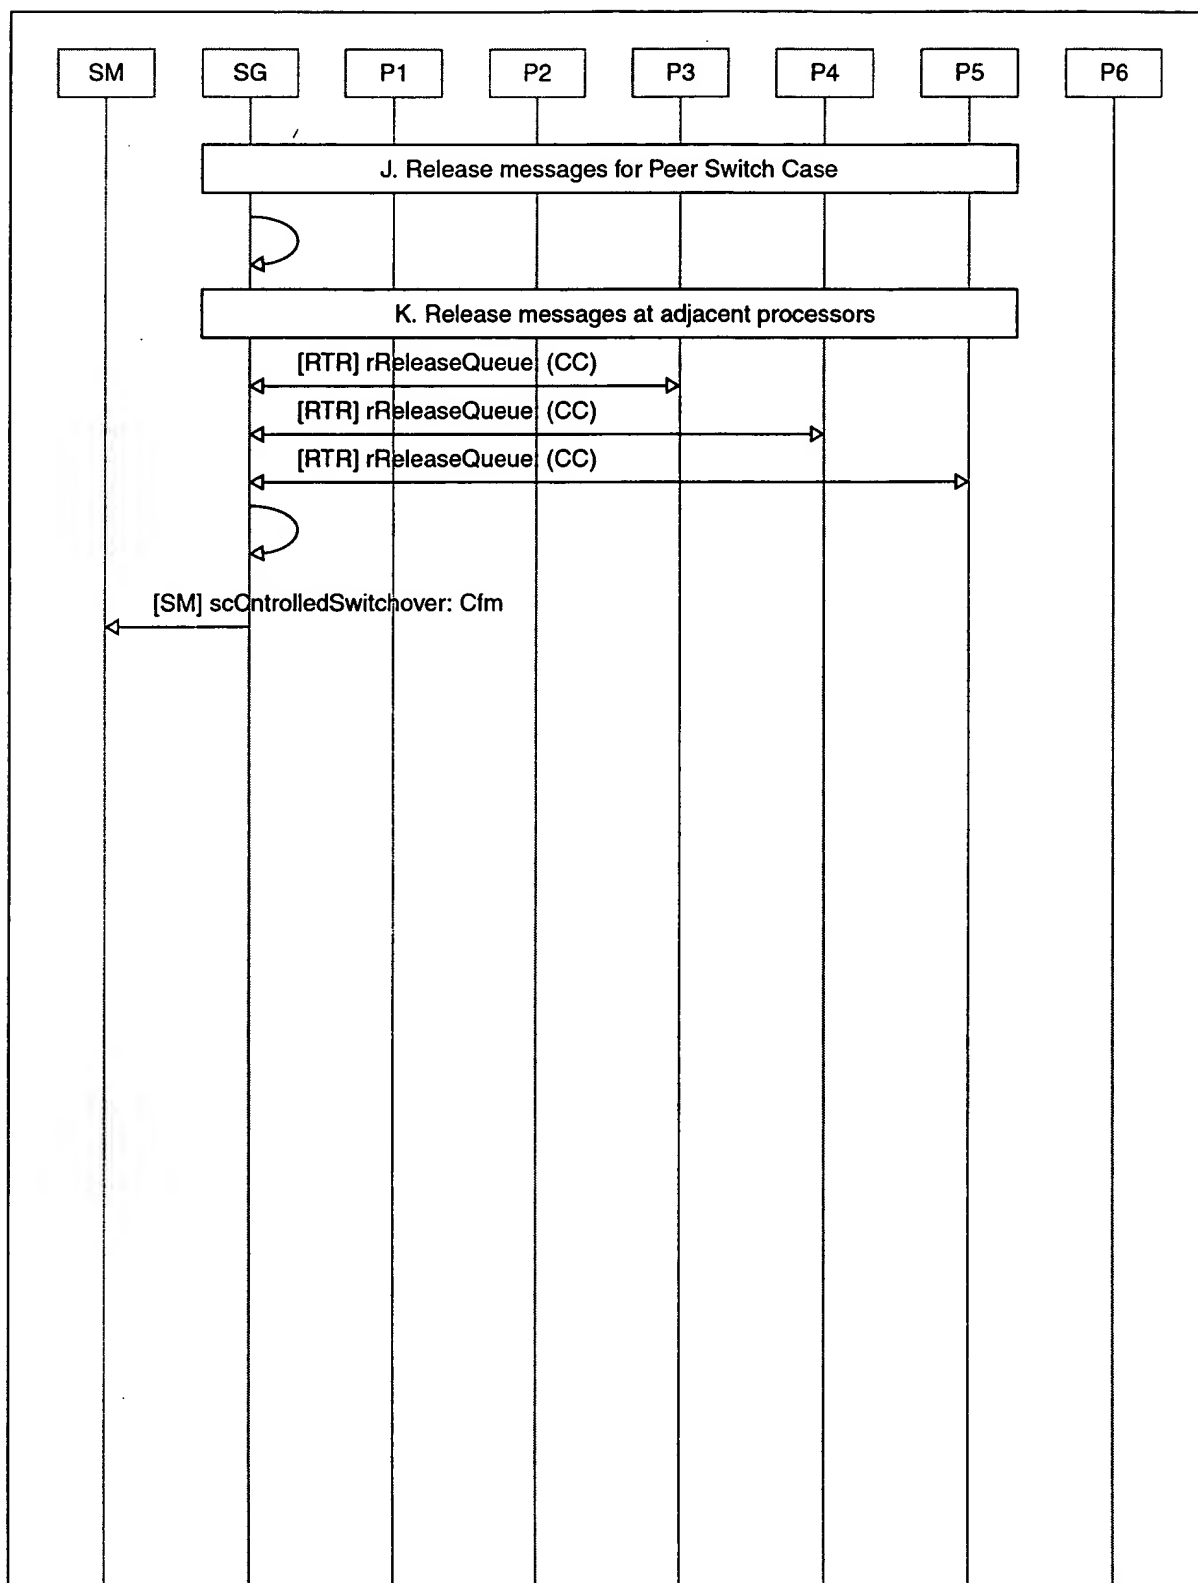 SM SG P1 P2 P3 P4 P5 P6
J. Release messages for Peer Switch Case
K. Release messages at adjacent processors
[RTR] rReleaseQueue: (CC)
[RTR] rReleaseQueue: (CC)
[RTR] rReleaseQueue: (CC)
[SM] scCntrolledSwitchover: Cfm